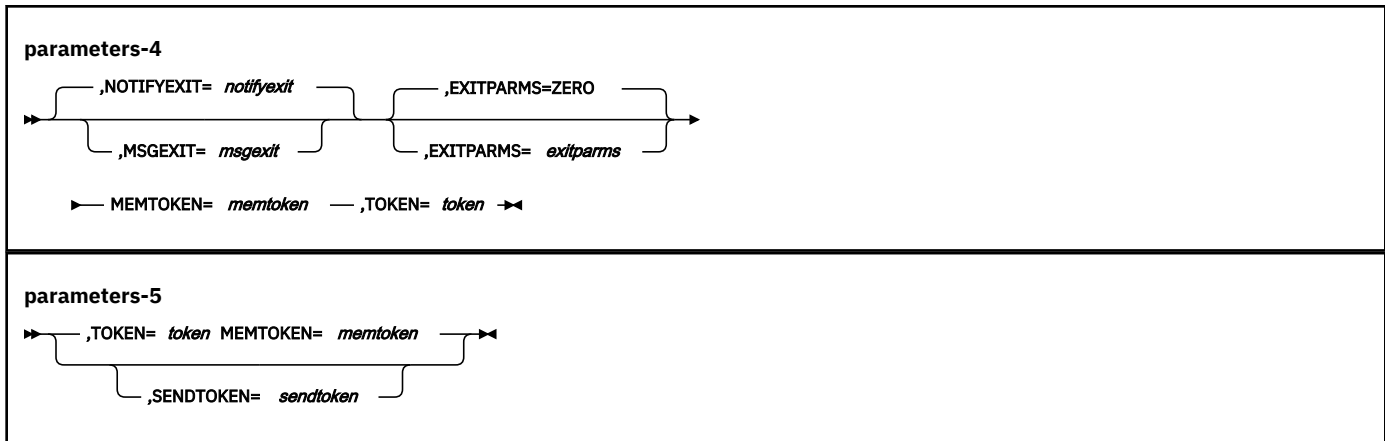 parameters-4
,NOTIFYEXIT= notifyexit ,EXITPARMS=ZERO
,MSGEXIT= msgexit ,EXITPARMS= exitparms
MEMTOKEN= memtoken ,TOKEN= token
parameters-5
,TOKEN= token MEMTOKEN= memtoken
,SENDTOKEN= sendtoken